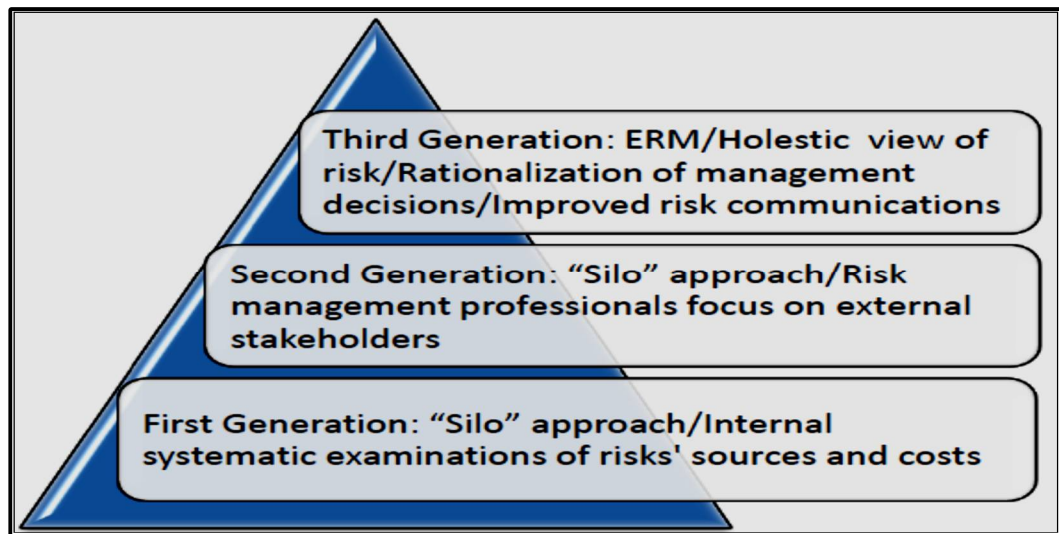 Third Generation: ERM/Holestic view of
risk/Rationalization of management
decisions/Improved risk communications
Second Generation: “Silo” approach/Risk
management professionals focus on external
stakeholders
First Generation: “Silo” approach/Internal
systematic examinations of risks' sources and costs